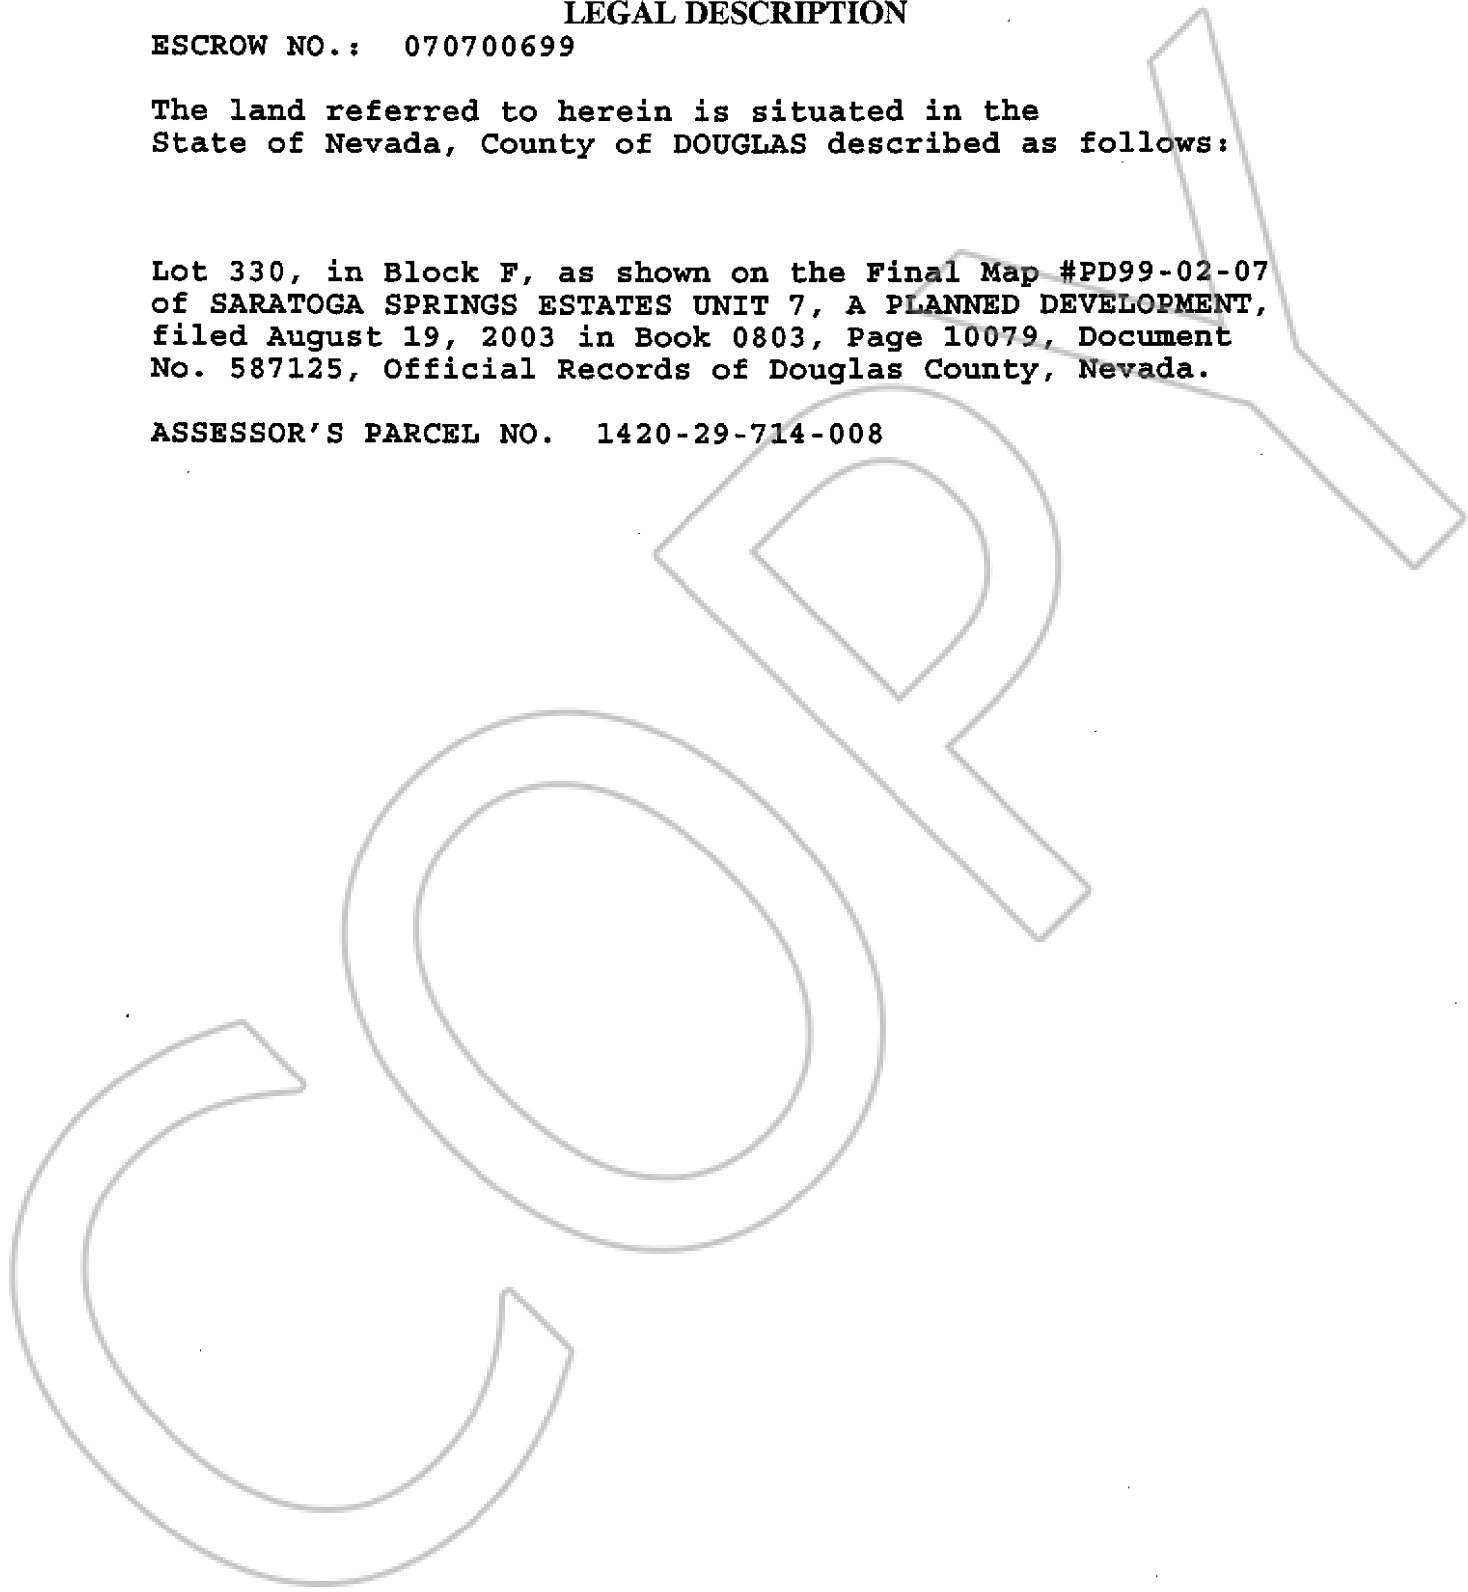 LEGAL DESCRIPTION
ESCROW NO.: 070700699
The land referred to herein is situated in the
State of Nevada, County of DOUGLAS described as follows:
Lot 330, in Block F, as shown on the Final Map #PD99-02-07
of SARATOGA SPRINGS ESTATES UNIT 7, A PLANNED DEVELOPMENT,
filed August 19, 2003 in Book 0803, Page 10079, Document
No. 587125, Official Records of Douglas County, Nevada.
ASSESSOR'S PARCEL NO. 1420-29-714-008
COPY